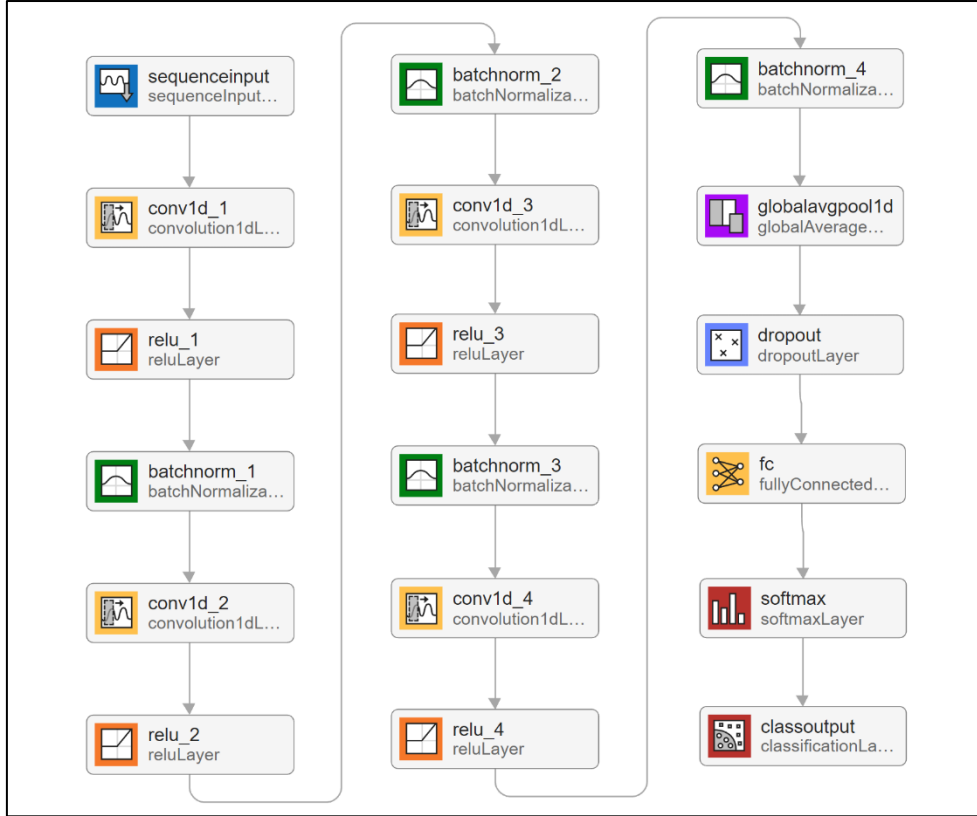 sequenceinput
sequenceInput...
conv1d_1
convolution1dL...
relu_1
reluLayer
batchnorm_1
batchNormaliza...
conv1d_2
convolution1dL...
relu_2
reluLayer
batchnorm_2
batchNormaliza...
conv1d_3
convolution1dL...
relu_3
reluLayer
batchnorm_3
batchNormaliza...
conv1d_4
convolution1dL...
relu_4
reluLayer
batchnorm_4
batchNormaliza...
globalavgpool1d
globalAverage...
dropout
dropoutLayer
fc
fullyConnected...
softmax
softmaxLayer
classoutput
classificationLa...